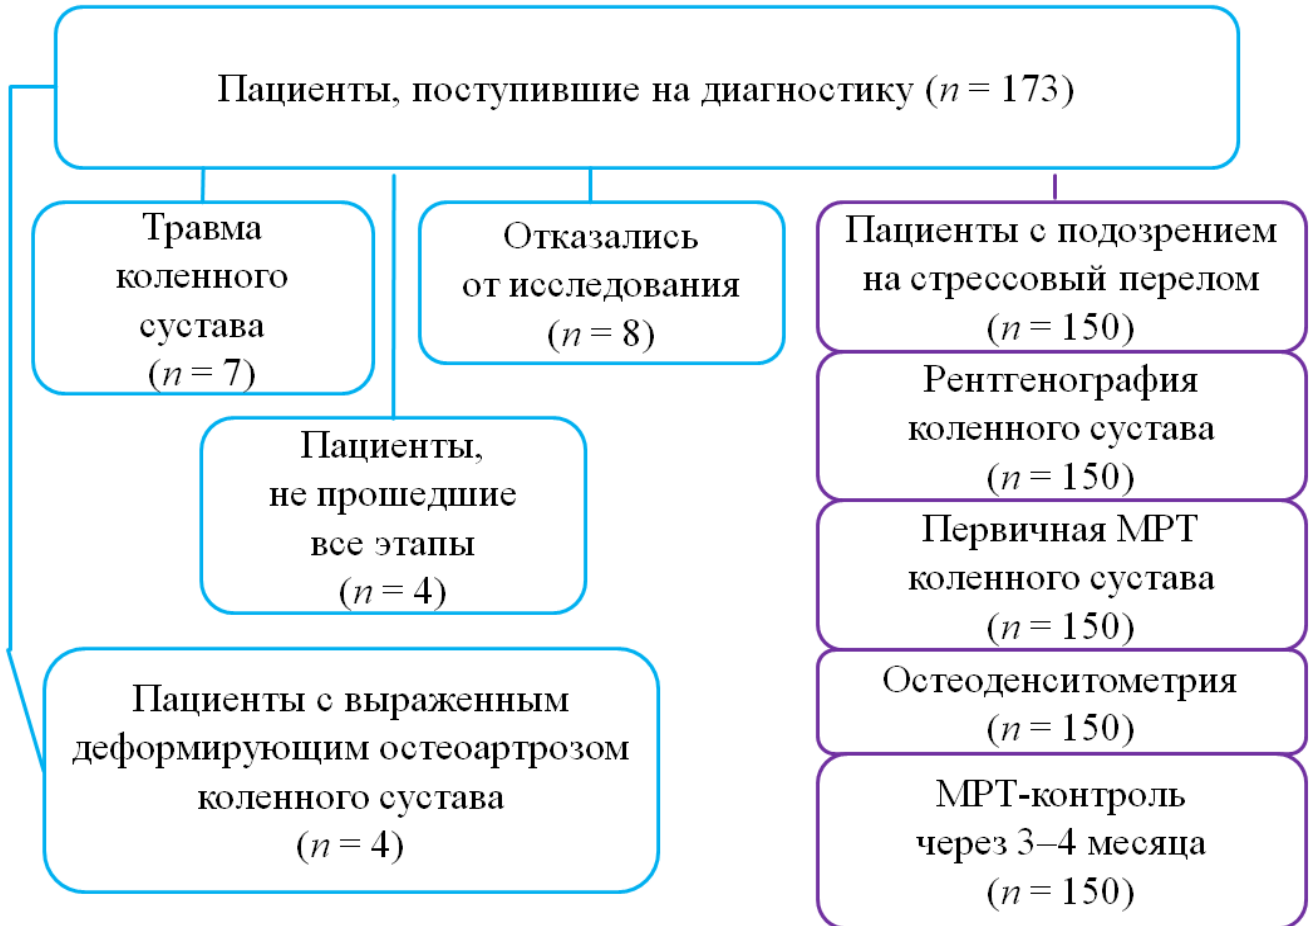 Пациенты, поступившие на диагностику (n = 173)
Травма
коленного
сустава
(n = 7)
Отказались
от исследования
(n = 8)
Пациенты с подозрением
на стрессовый перелом
(n = 150)
Рентгенография
коленного сустава
(n = 150)
Пациенты,
не прошедшие
все этапы
(n = 4)
Первичная МРТ
коленного сустава
(n = 150)
Пациенты с выраженным
деформирующим остеоартрозом
коленного сустава
(n = 4)
Остеоденситометрия
(n = 150)
МРТ-контроль
через 3–4 месяца
(n = 150)